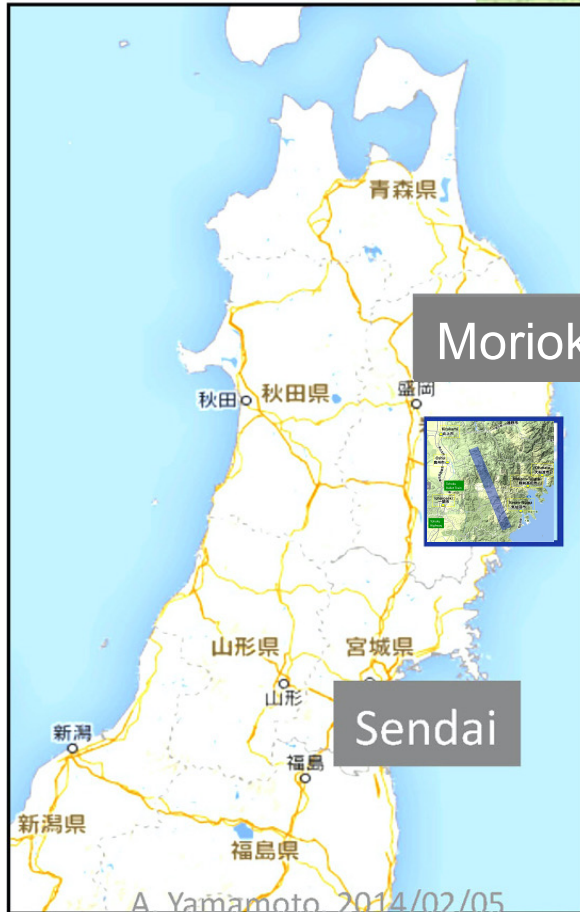 青森県
Moriok
秋田
秋田県
盛岡
山形県
宮城県
山形
Sendai
新潟
福島
新潟県
福島県
A. Yamamoto, 2014/02/05